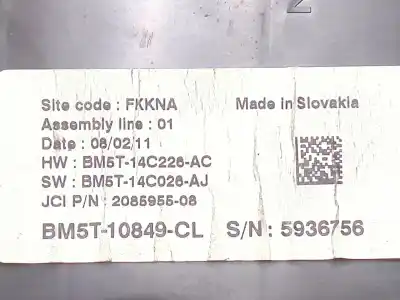 Site code : FKKNA
Made in Slovakia
Assembly line : 01
Date : 08/02/11
HW : BM5T-14C226-AC
SW : BM5T-14C026-AJ
JCI P/N : 2085955-08
BM5T-10849-CL S/N : 5936756